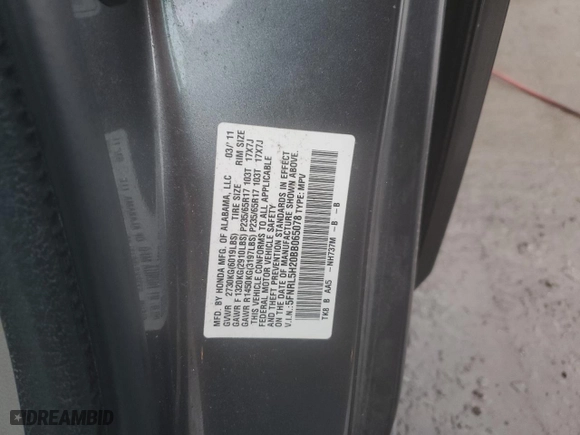 MFD. BY HONDA MFG. OF ALABAMA, LLC 03/'11
GVWR 2730KG(6019LBS) TIRE SIZE RIM SIZE
GAWR F 1320KG(2910LBS) P235/65R17 103T 17X7J
GAWR R 1450KG(3197LBS) P235/65R17 103T 17X7J
THIS VEHICLE CONFORMS TO ALL APPLICABLE
FEDERAL MOTOR VEHICLE SAFETY
AND THEFT PREVENTION STANDARDS IN EFFECT
ON THE DATE OF MANUFACTURE SHOWN ABOVE.
V.I.N.:5FNRL5H20BB065078 TYPE: MPV
TK8 B AA5 -NH737M -B -B
DREAMBID